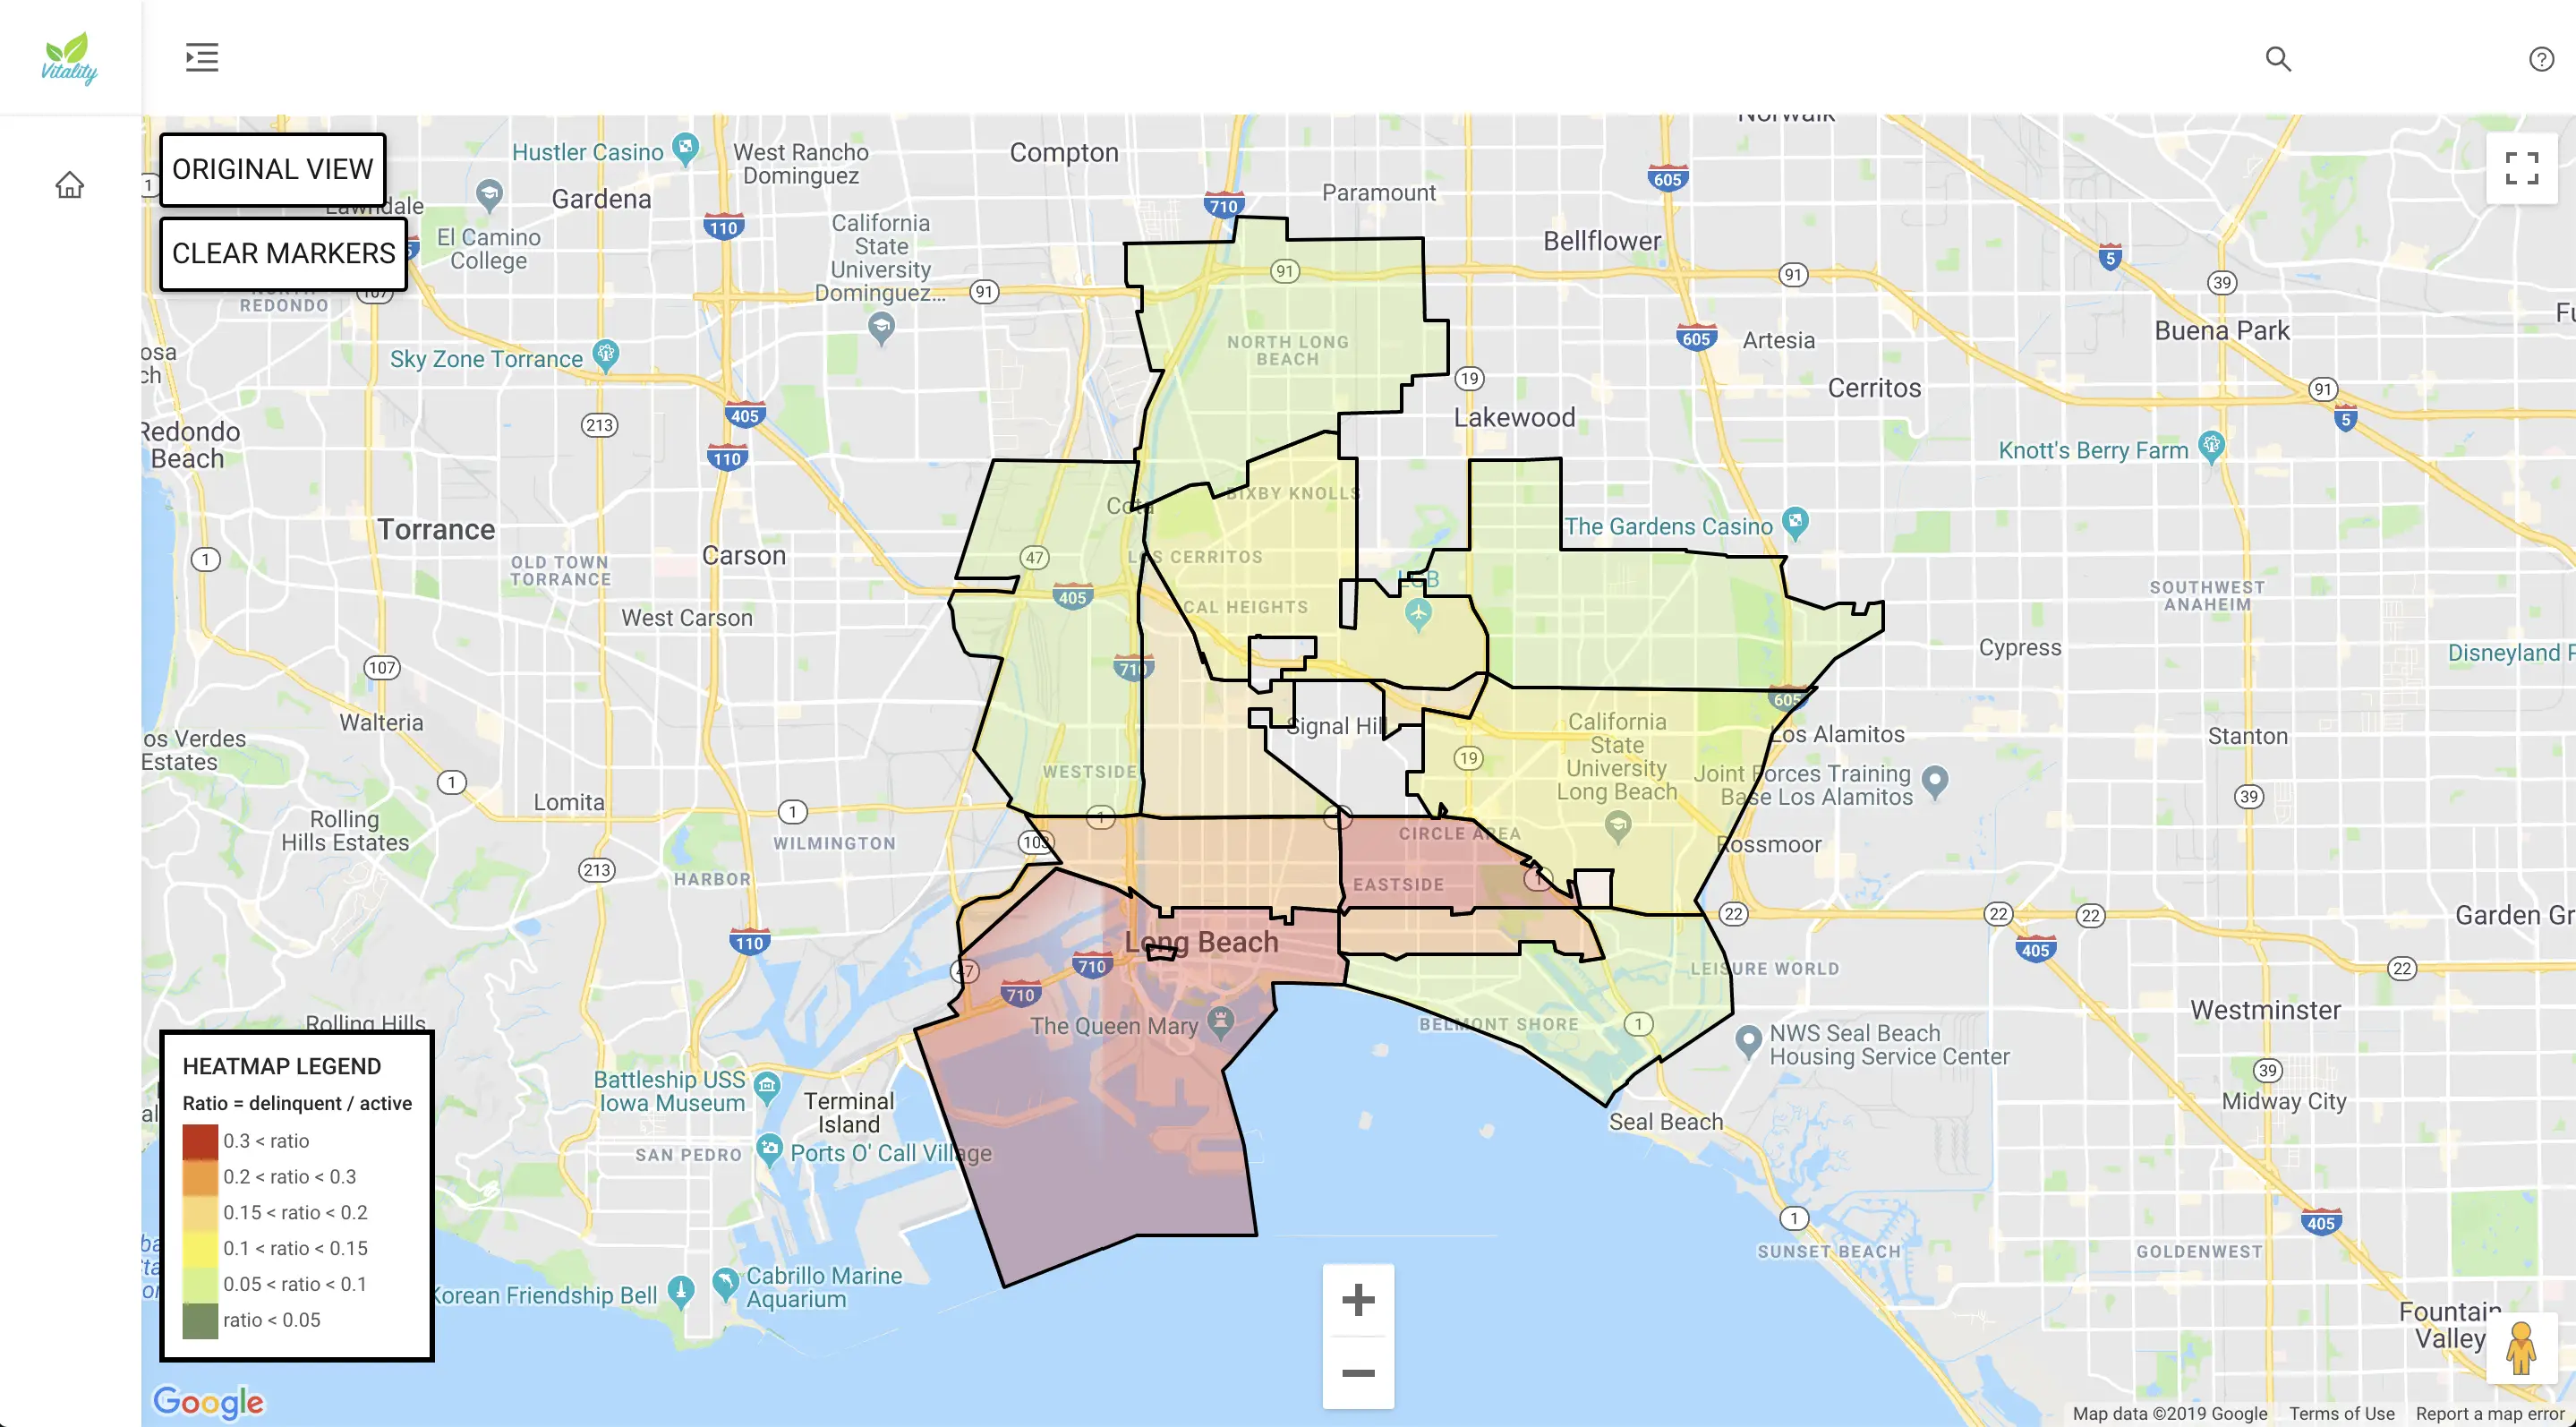 Vitality
ORIGINAL VIEW
CLEAR MARKERS
Norwalk
Hustler Casino
West Rancho
Dominguez
Compton
Paramount
Gardena
Lawndale
El Camino
College
California
State
University
Dominguez...
Bellflower
NORTH
REDONDO
Sky Zone Torrance
NORTH LONG
BEACH
Artesia
Buena Park
Cerritos
Lakewood
Redondo
Beach
Knott's Berry Farm
BIXBY KNOLLS
The Gardens Casino
Torrance
Carson
OLD TOWN
TORRANCE
LOS CERRITOS
LGB
SOUTHWEST
ANAHEIM
West Carson
CAL HEIGHTS
Cypress
Disneyland
Walteria
Signal Hill
California
State
University
Long Beach
Los Alamitos
Stanton
os Verdes
Estates
WESTSIDE
Joint Forces Training
Base Los Alamitos
Lomita
Rolling
Hills Estates
WILMINGTON
CIRCLE AREA
Rossmoor
HARBOR
EASTSIDE
Garden Gr
Long Beach
LEISURE WORLD
Westminster
The Queen Mary
BELMONT SHORE
NWS Seal Beach
Housing Service Center
Rolling Hills
Battleship USS
Iowa Museum
Terminal
Island
Seal Beach
Midway City
SAN PEDRO
Ports O' Call Village
SUNSET BEACH
GOLDENWEST
Korean Friendship Bell
Cabrillo Marine
Aquarium
Fountain
Valley
HEATMAP LEGEND
Ratio = delinquent / active
0.3 < ratio
0.2 < ratio < 0.3
0.15 < ratio < 0.2
0.1 < ratio < 0.15
0.05 < ratio < 0.1
ratio < 0.05
Google
Map data ©2019 Google
Terms of Use
Report a map error